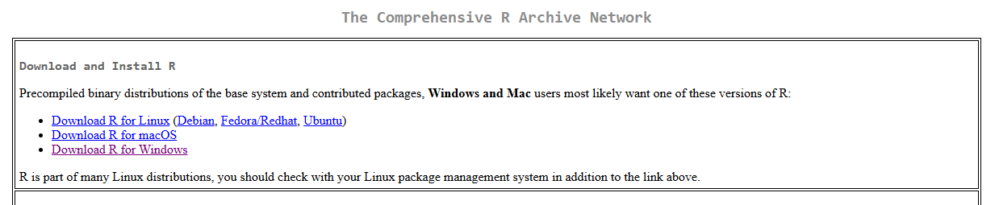 The Comprehensive R Archive Network
Download and Install R
Precompiled binary distributions of the base system and contributed packages, Windows and Mac users most likely want one of these versions of R:
Download R for Linux (Debian, Fedora/Redhat, Ubuntu)
Download R for macOS
Download R for Windows
R is part of many Linux distributions, you should check with your Linux package management system in addition to the link above.